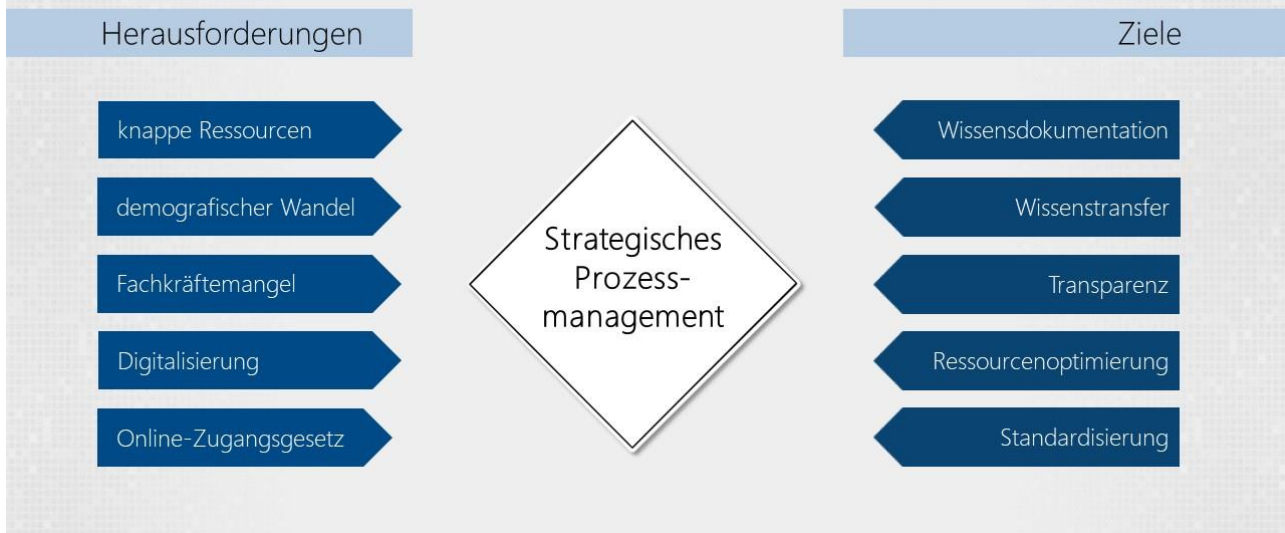 Herausforderungen
Ziele
knappe Ressourcen
demografischer Wandel
Fachkräftemangel
Digitalisierung
Online-Zugangsgesetz
Strategisches
Prozess-
management
Wissensdokumentation
Wissenstransfer
Transparenz
Ressourcenoptimierung
Standardisierung